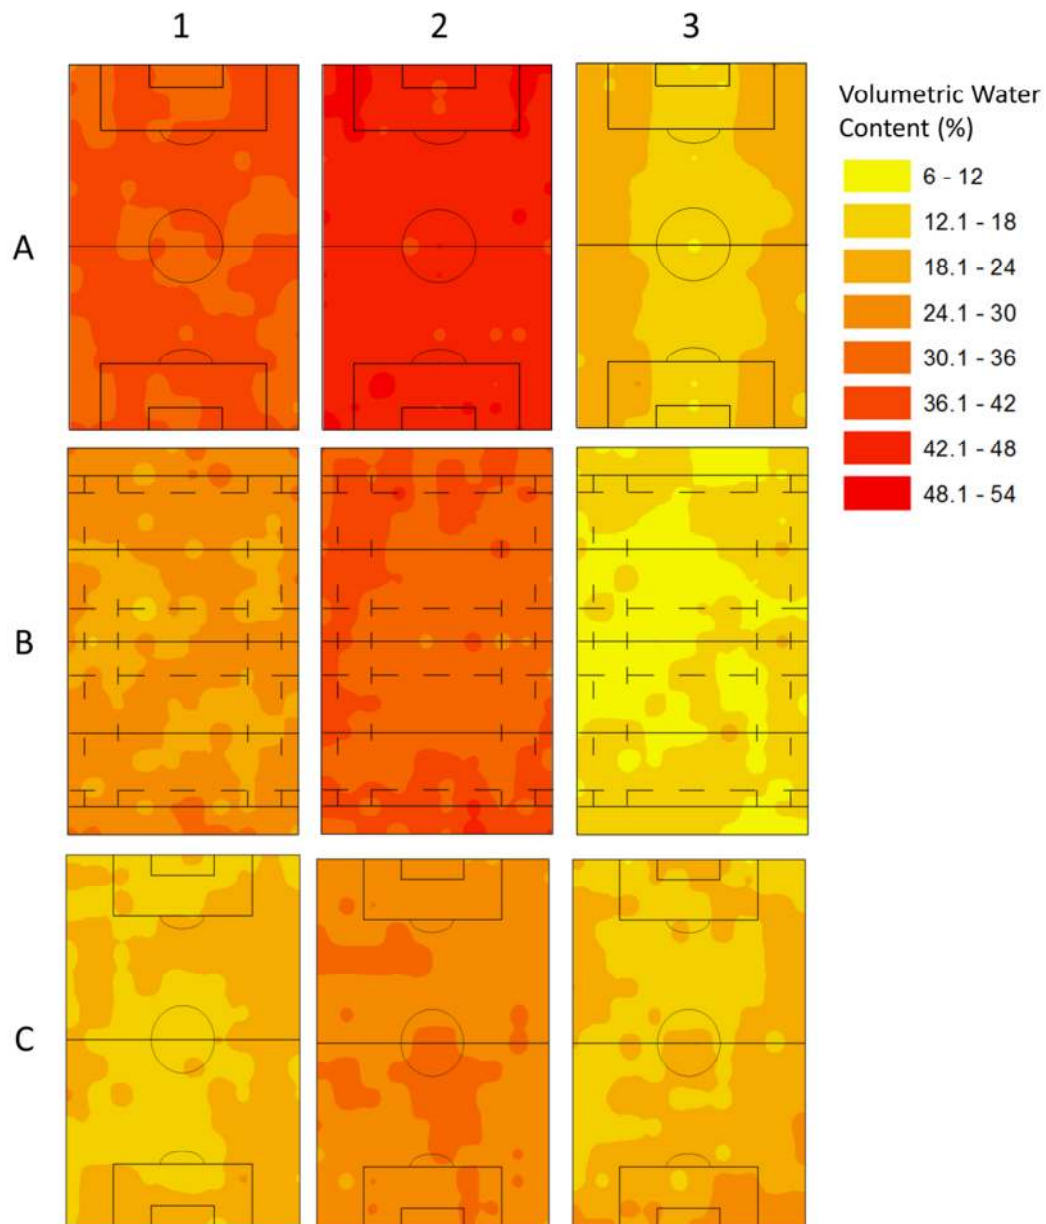 1 2 3
Volumetric Water
Content (%)
6 - 12
12.1 - 18
18.1 - 24
24.1 - 30
30.1 - 36
36.1 - 42
42.1 - 48
48.1 - 54
A
B
C